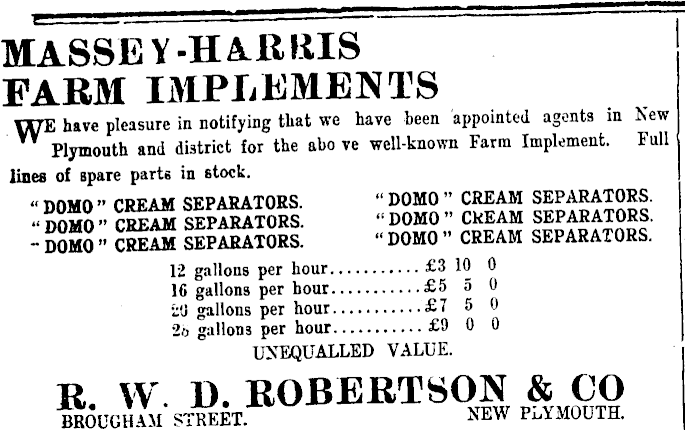 MASSEY-HARRIS
FARM IMPLEMENTS
WE have pleasure in notifying that we have been appointed agents in New
Plymouth and district for the abo ve well-known Farm Implement. Full
lines of spare parts in stock.
"DOMO" CREAM SEPARATORS. "DOMO" CREAM SEPARATORS.
"DOMO" CREAM SEPARATORS. "DOMO" CREAM SEPARATORS.
"DOMO" CREAM SEPARATORS. "DOMO" CREAM SEPARATORS.
12 gallons per hour...........£3 10 0
16 gallons per hour...........£5 5 0
gallons per hour...........£7 5 0
gallons per hour...........£9 0 0
UNEQUALLED VALUE.
R. W. D. ROBERTSON & CO
BROUGHAM STREET. NEW PLYMOUTH.